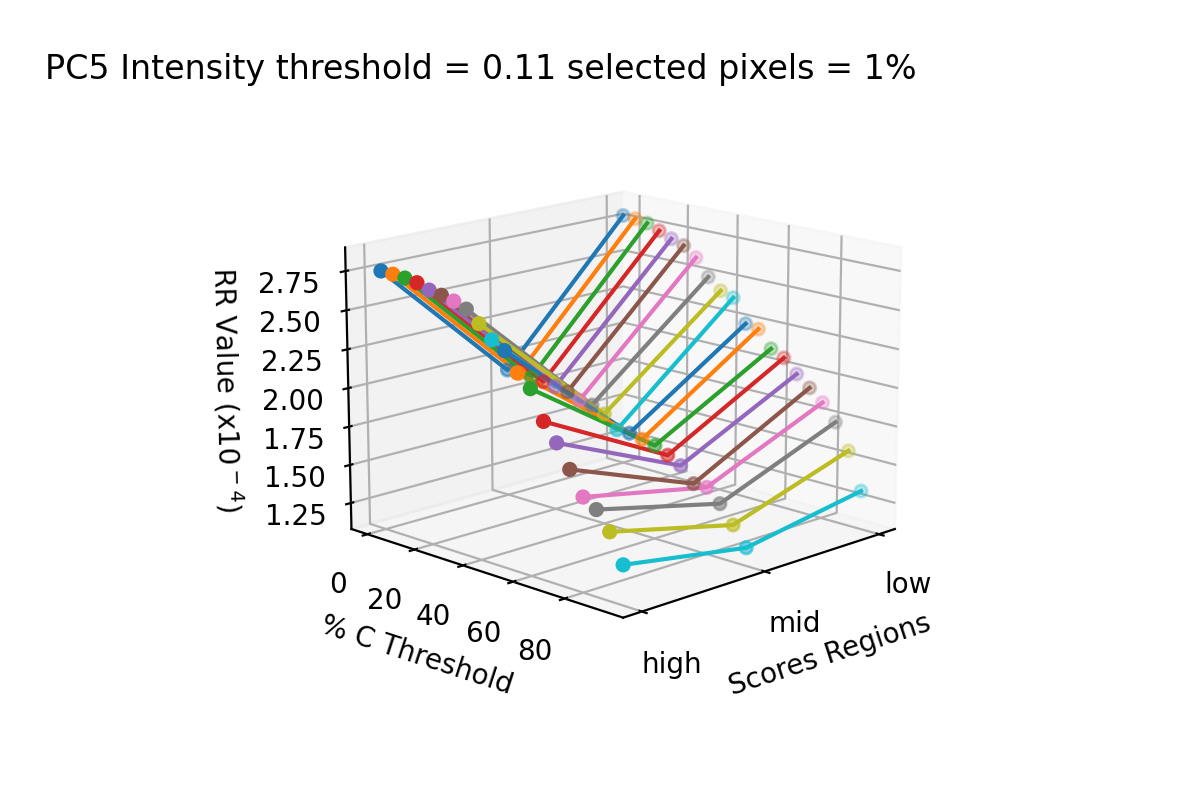 PC5 Intensity threshold = 0.11 selected pixels = 1%
RR Value (x10⁻⁴)
2.75
2.50
2.25
2.00
1.75
1.50
1.25
0
20
40
60
80
% C Threshold
high
mid
low
Scores Regions